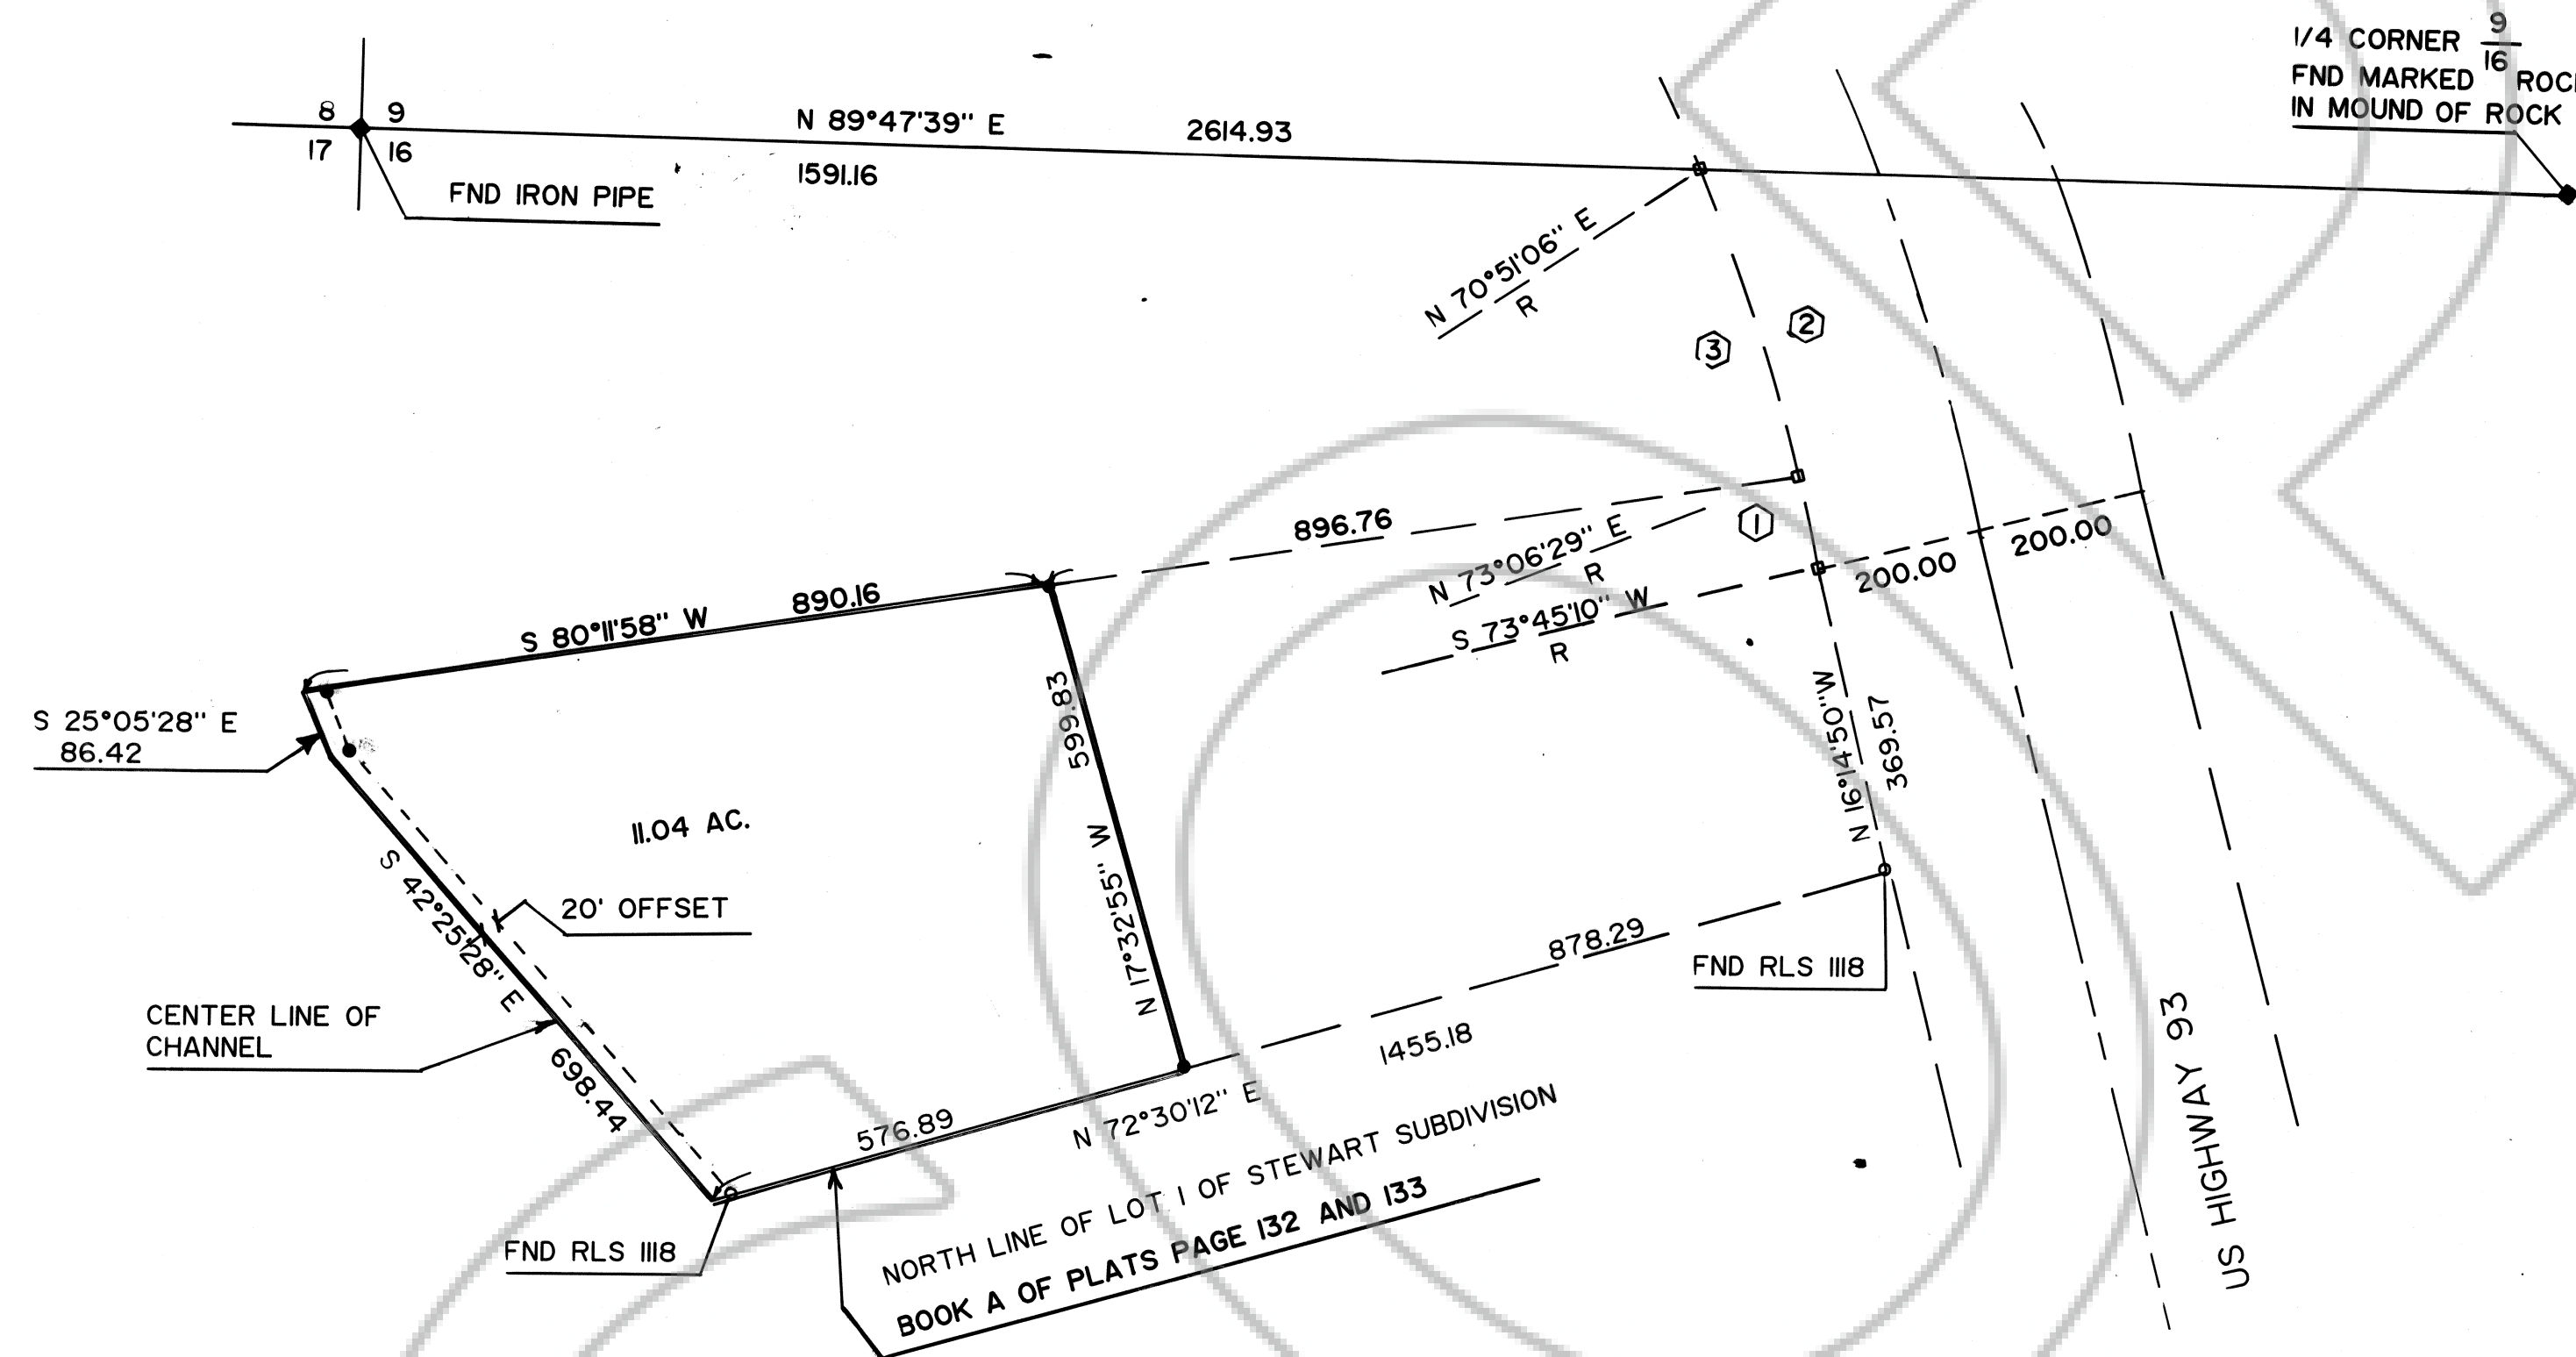 1/4 CORNER 9/16
FND MARKED
IN MOUND OF ROCK
8 9
17 16
N 89°47'39" E
2614.93
1591.16
FND IRON PIPE
N 70°51'06" E
R
2
3
1
896.76
N 73°06'29" E
R
S 73°45'10" W
R
200.00
200.00
S 80°11'58" W
890.16
S 25°05'28" E
86.42
599.83
N 17°32'55" W
N 16°14'50" W
369.57
11.04 AC.
S 42°25'28" E
698.44
20' OFFSET
CENTER LINE OF
CHANNEL
878.29
FND RLS 1118
1455.18
576.89
N 72°30'12" E
NORTH LINE OF LOT 1 OF STEWART SUBDIVISION
BOOK A OF PLATS PAGE 132 AND 133
FND RLS 1118
US HIGHWAY 93